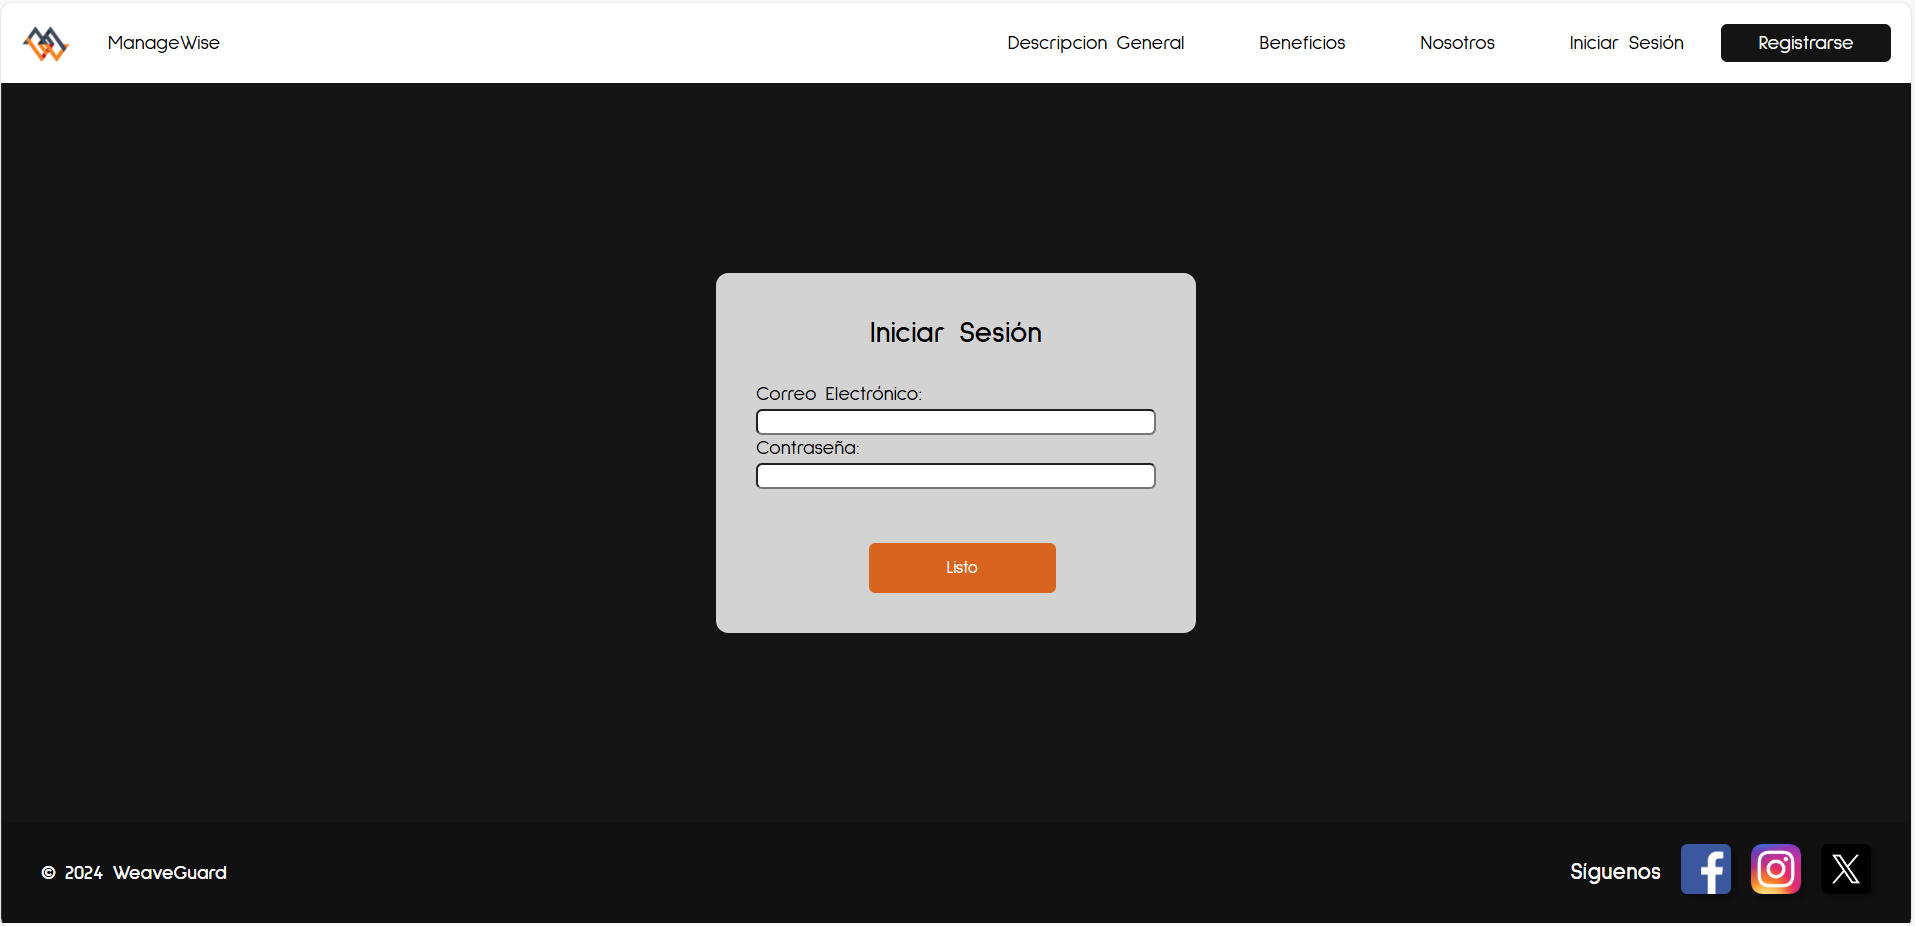 ManageWise
Descripcion General
Beneficios
Nosotros
Iniciar Sesión
Registrarse
Iniciar Sesión
Correo Electrónico:
Contraseña:
Listo
© 2024 WeaveGuard
Síguenos